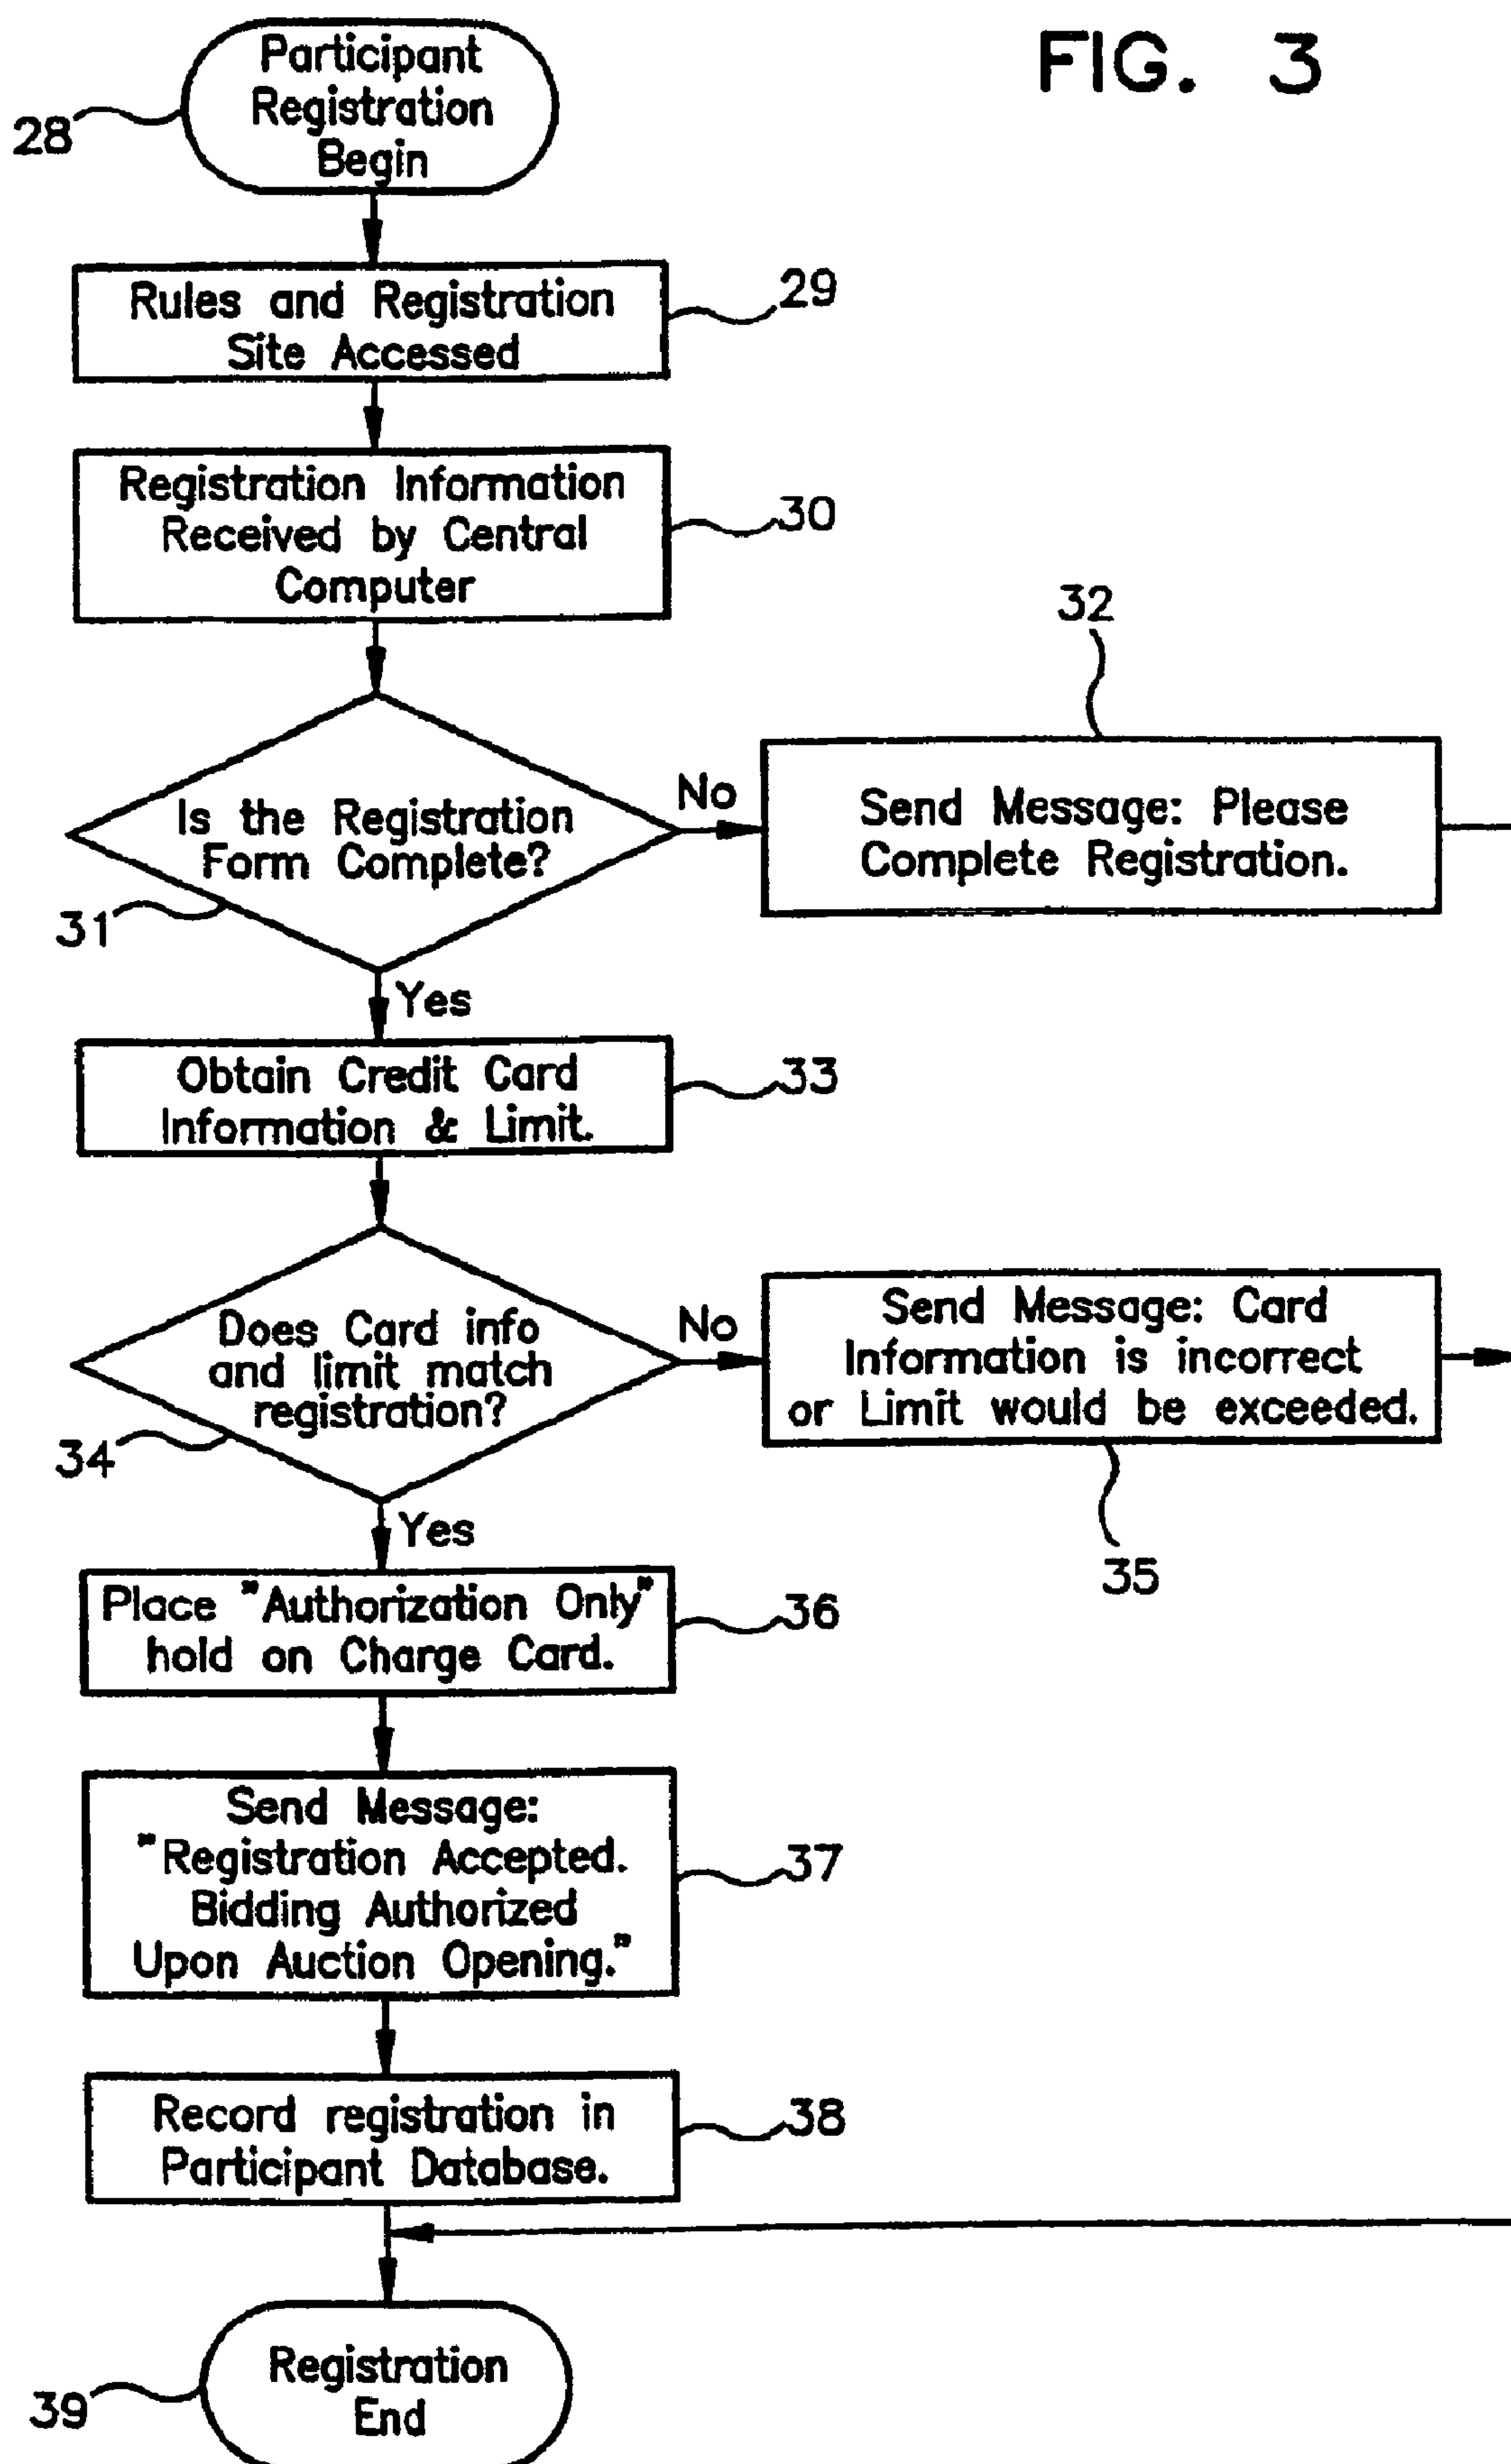 FIG. 3
Participant
Registration
Begin
28
Rules and Registration
Site Accessed
29
Registration Information
Received by Central
Computer
30
Is the Registration
Form Complete?
31
No
32
Send Message: Please
Complete Registration.
Yes
Obtain Credit Card
Information & Limit.
33
Does Card info
and limit match
registration?
34
No
Send Message: Card
Information is incorrect
or Limit would be exceeded.
35
Yes
Place "Authorization Only"
hold on Charge Card.
36
Send Message:
"Registration Accepted.
Bidding Authorized
Upon Auction Opening."
37
Record registration in
Participant Database.
38
Registration
End
39